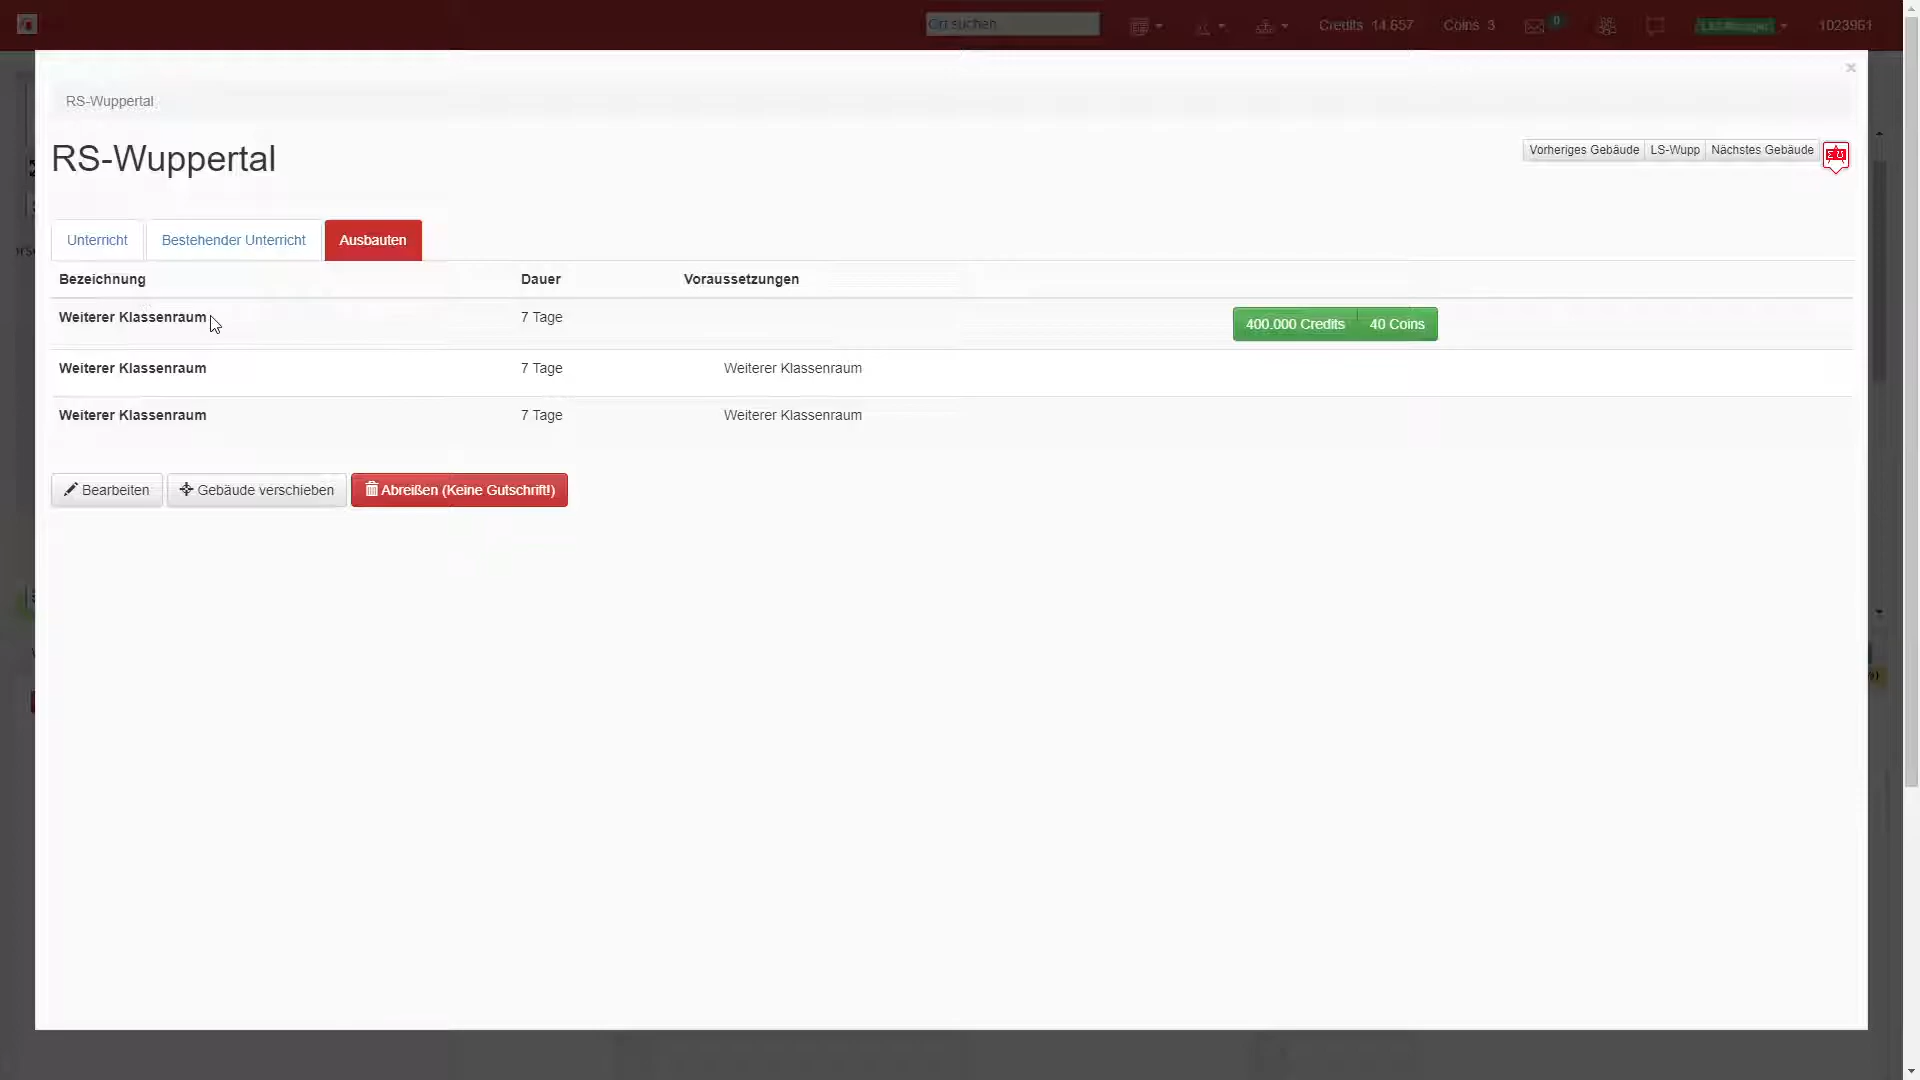 Ort suchen
Credits 14.657 Coins 3 0 1023951
RS-Wuppertal
RS-Wuppertal
Vorheriges Gebäude LS-Wupp Nächstes Gebäude
Unterricht Bestehender Unterricht Ausbauten
Bezeichnung Dauer Voraussetzungen
Weiterer Klassenraum 7 Tage 400.000 Credits 40 Coins
Weiterer Klassenraum 7 Tage Weiterer Klassenraum
Weiterer Klassenraum 7 Tage Weiterer Klassenraum
Bearbeiten Gebäude verschieben Abreißen (Keine Gutschrift!)